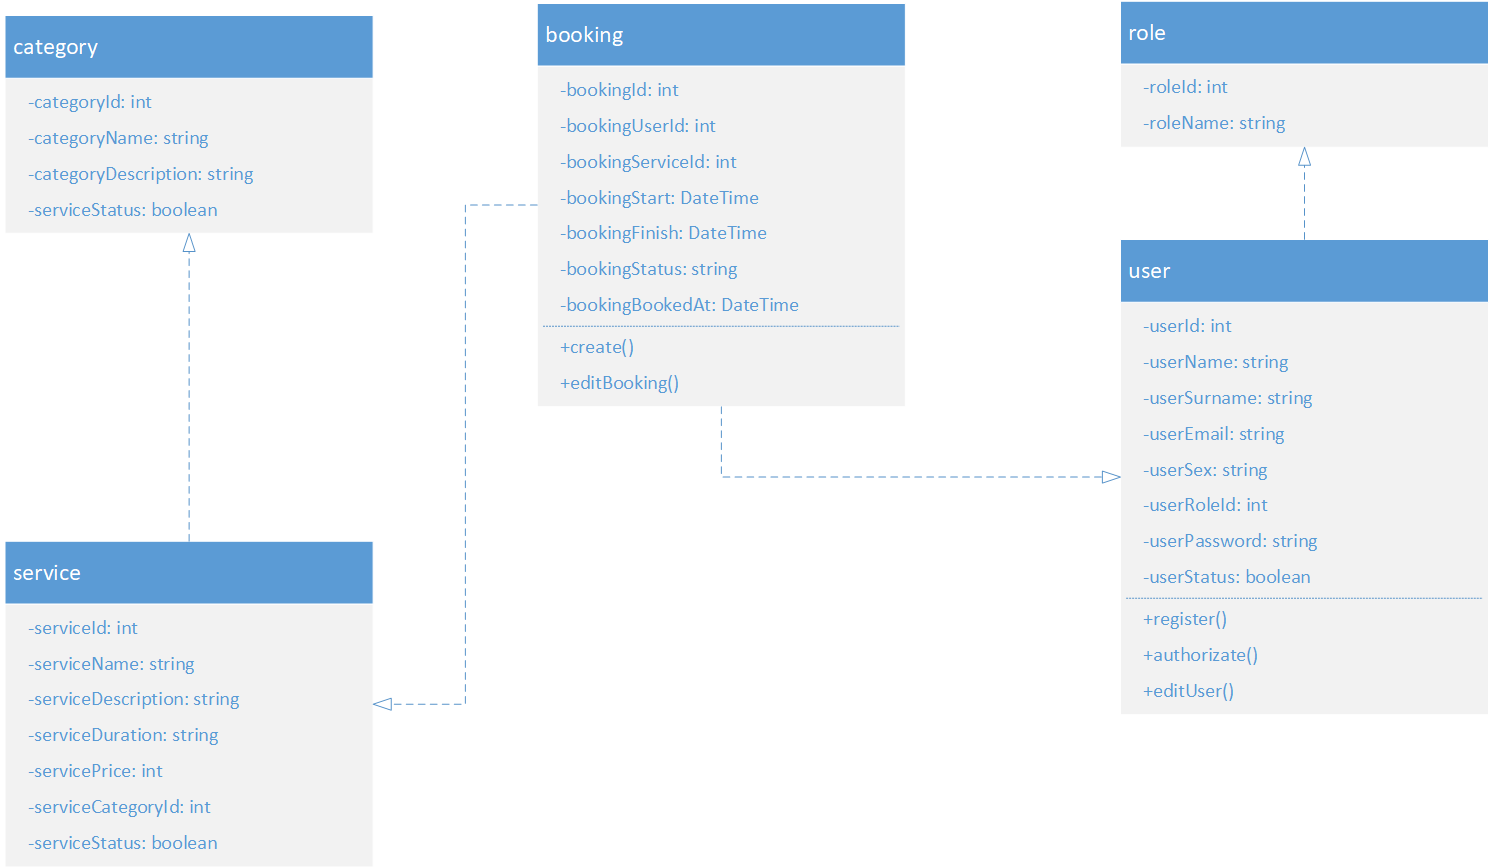 category
-categoryId: int
-categoryName: string
-categoryDescription: string
-serviceStatus: boolean
booking
-bookingId: int
-bookingUserId: int
-bookingServiceId: int
-bookingStart: DateTime
-bookingFinish: DateTime
-bookingStatus: string
-bookingBookedAt: DateTime
+create()
+editBooking()
role
-roleId: int
-roleName: string
user
-userId: int
-userName: string
-userSurname: string
-userEmail: string
-userSex: string
-userRoleId: int
-userPassword: string
-userStatus: boolean
+register()
+authorizate()
+editUser()
service
-serviceId: int
-serviceName: string
-serviceDescription: string
-serviceDuration: string
-servicePrice: int
-serviceCategoryId: int
-serviceStatus: boolean